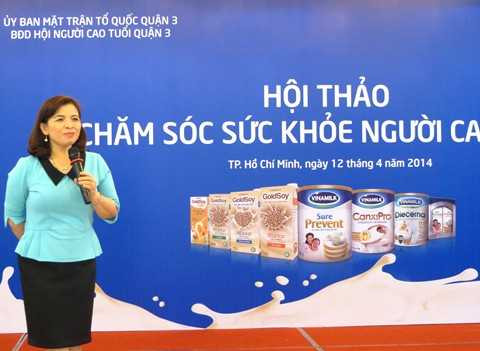 ỦY BAN MẶT TRẬN TỔ QUỐC QUẬN 3
BĐD HỘI NGƯỜI CAO TUỔI QUẬN 3
HỘI THẢO
CHĂM SÓC SỨC KHỎE NGƯỜI CA
TP. Hồ Chí Minh, ngày 12 tháng 4 năm 2014
GoldSoy
GoldSoy
GoldSoy
VINAMILK
Sure
Prevent
VINAMILK
CanxiPro
VINAMILK
Diecerna